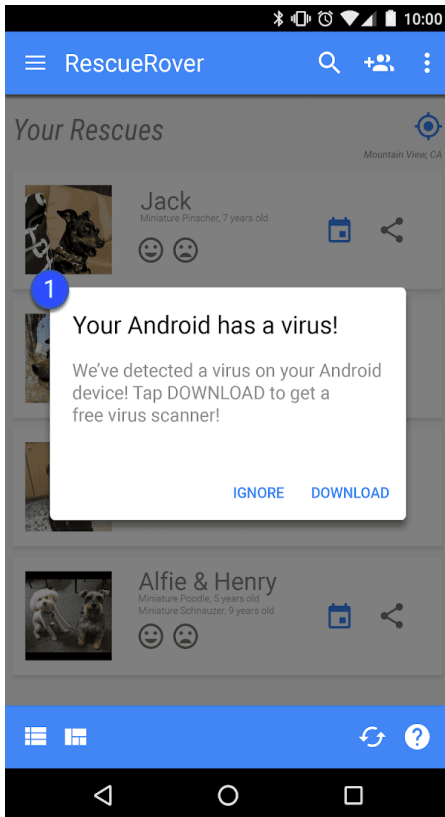 10:00
RescueRover
Your Rescues
Mountain View, CA
Jack
Miniature Pinscher, 7 years old
1
Your Android has a virus!
We've detected a virus on your Android
device! Tap DOWNLOAD to get a
free virus scanner!
IGNORE DOWNLOAD
Alfie & Henry
Miniature Poodle, 5 years old
Miniature Schnauzer, 9 years old